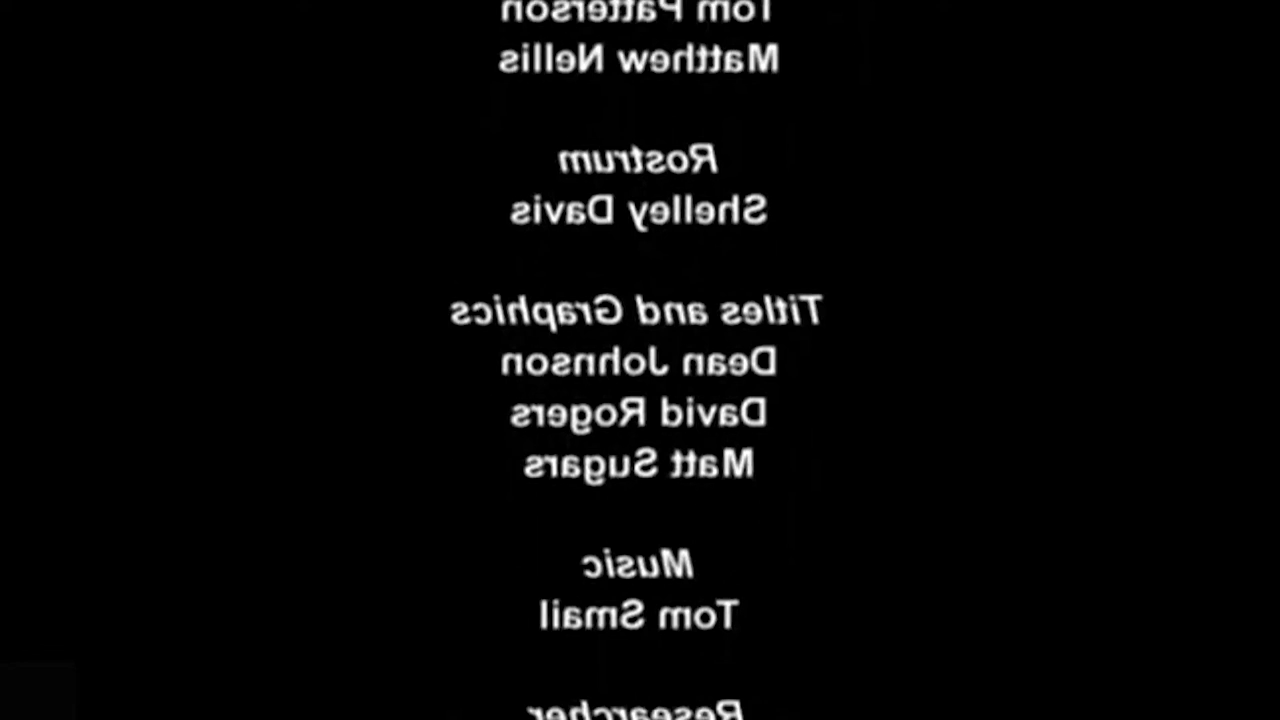 Tom Patterson
Matthew Nellis
Rostrum
Shelley Davis
Titles and Graphics
Dean Johnson
David Rogers
Matt Sugars
Music
Tom Smail
Researcher